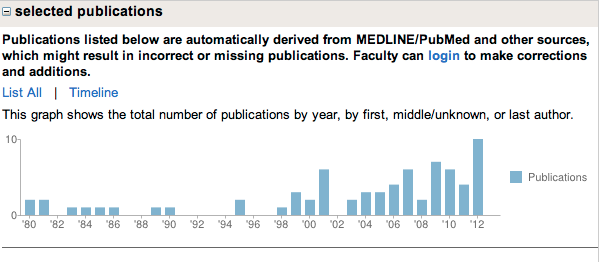 selected publications
Publications listed below are automatically derived from MEDLINE/PubMed and other sources,
which might result in incorrect or missing publications. Faculty can login to make corrections
and additions.
List All | Timeline
This graph shows the total number of publications by year, by first, middle/unknown, or last author.
10
Publications
0
'80 '82 '84 '86 '88 '90 '92 '94 '96 '98 '00 '02 '04 '06 '08 '10 '12